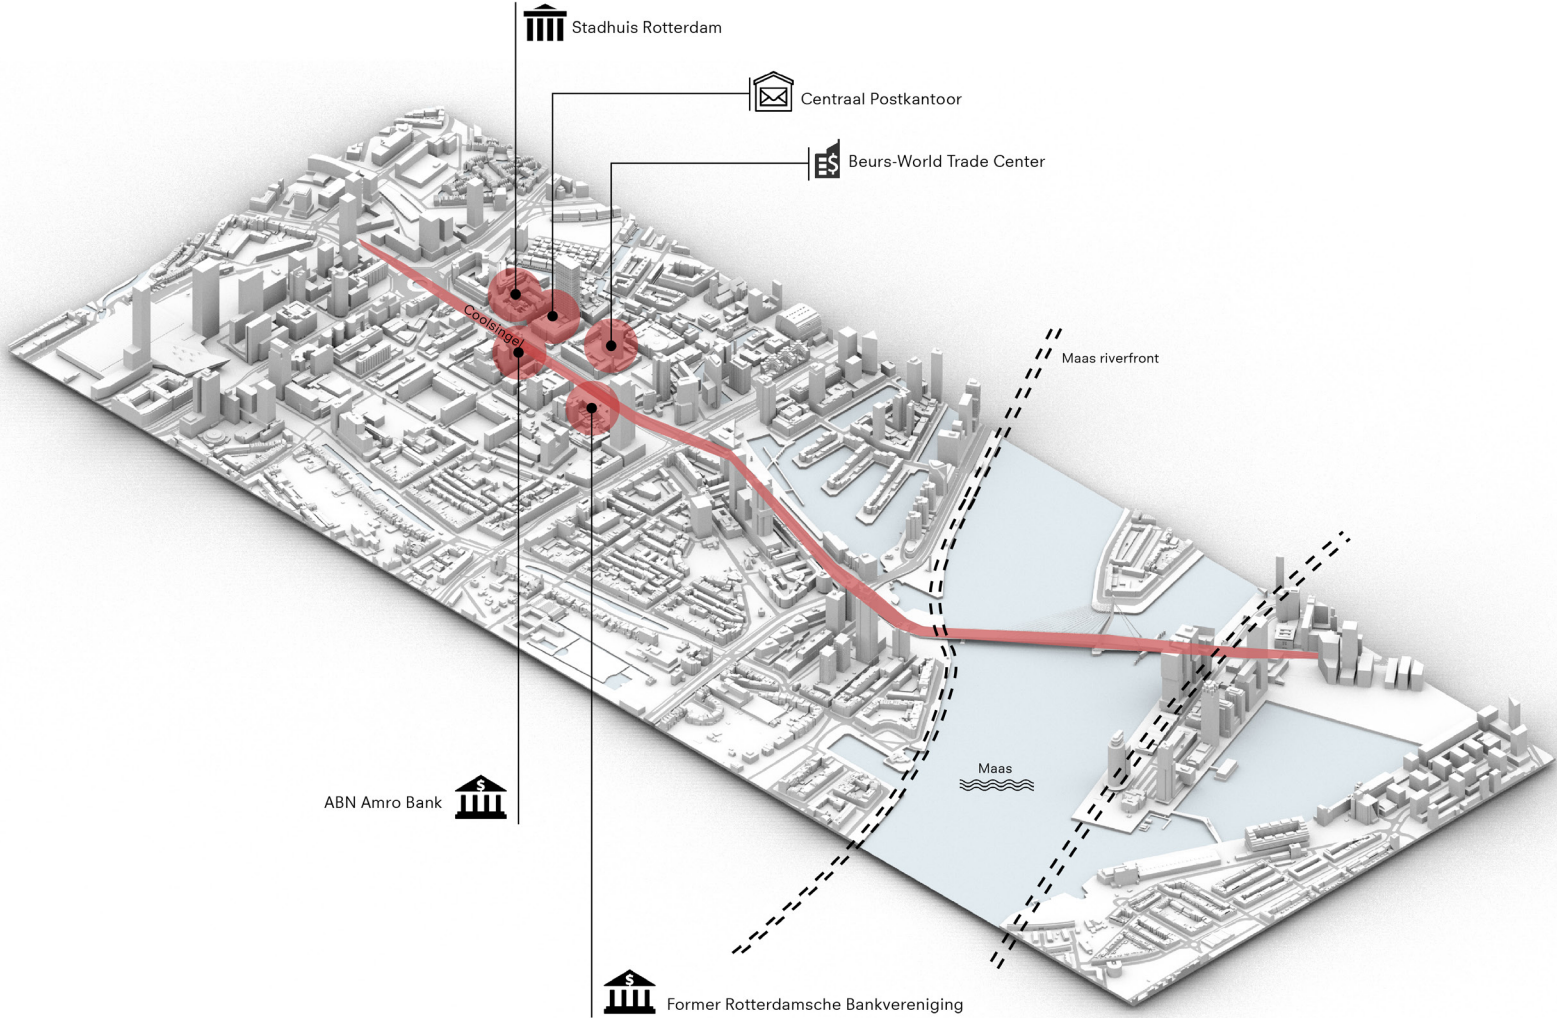 Stadhuis Rotterdam
Centraal Postkantoor
Beurs-World Trade Center
Coolsingel
Maas riverfront
Maas
ABN Amro Bank
Former Rotterdamsche Bankvereniging